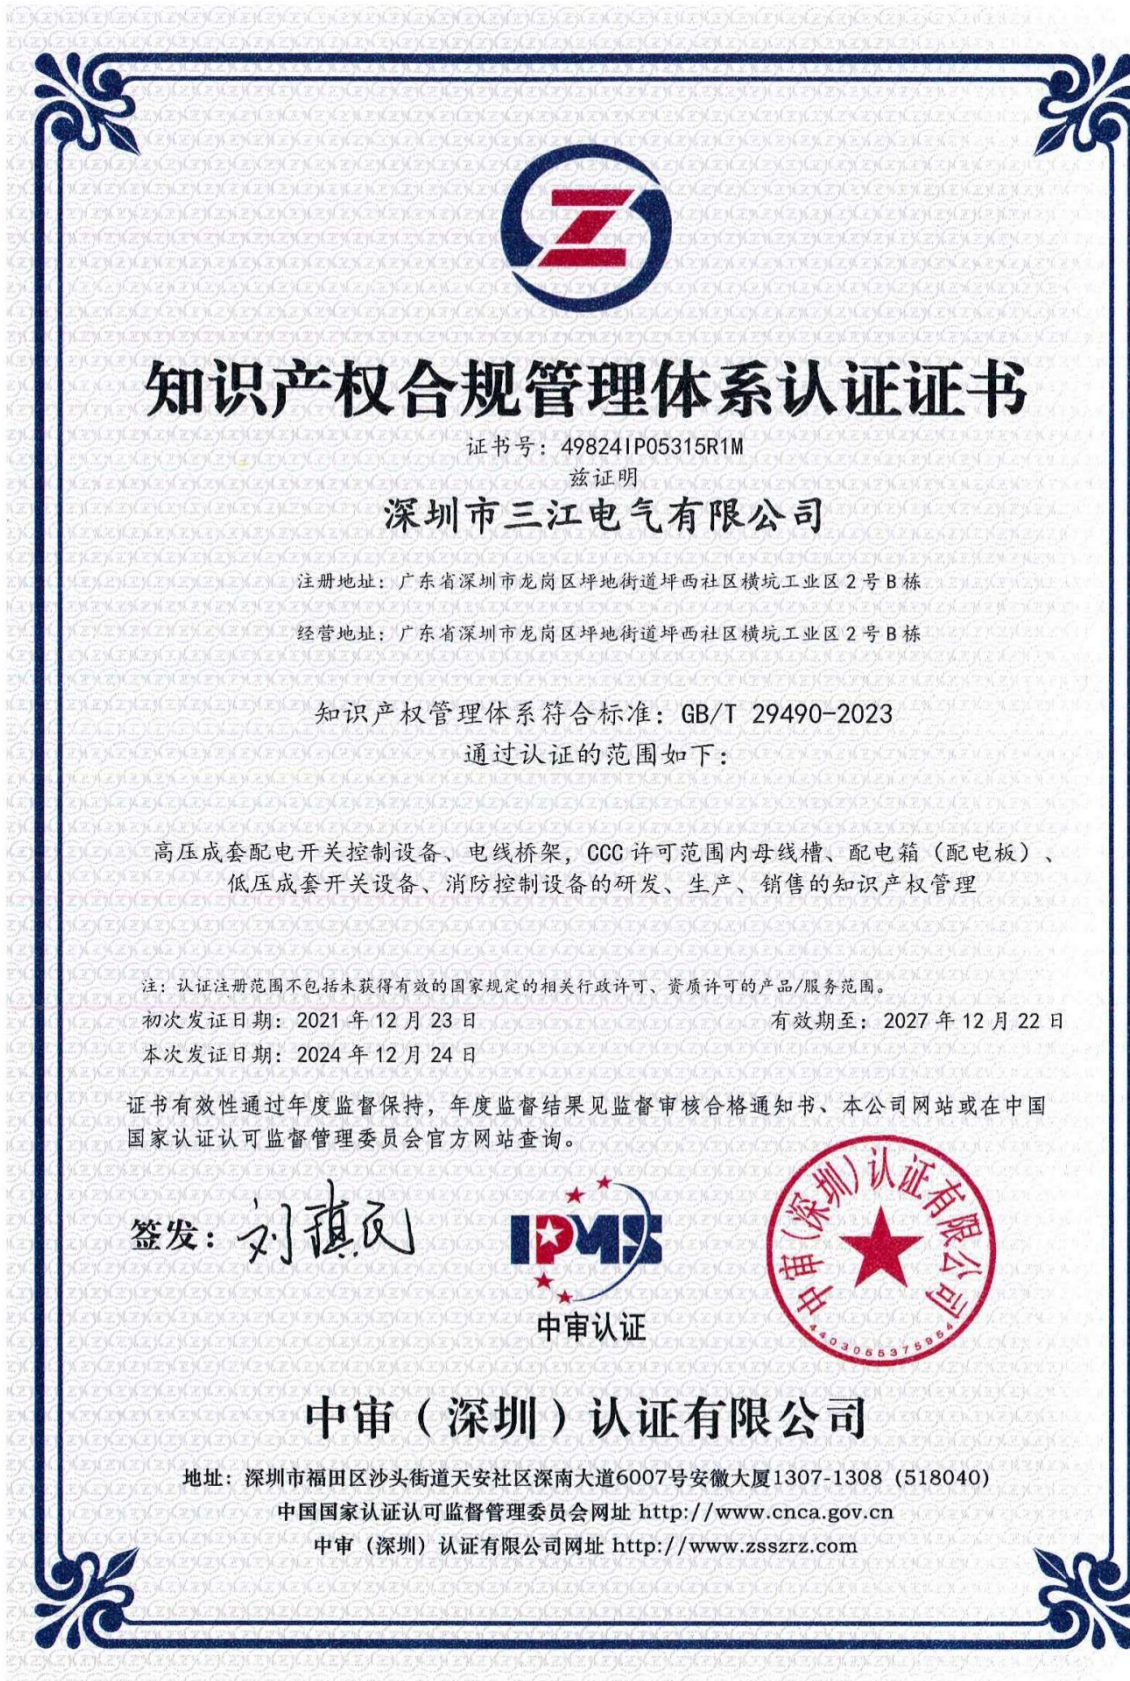 Z
知识产权合规管理体系认证证书
证书号：49824IP05315R1M
兹证明
深圳市三江电气有限公司
注册地址：广东省深圳市龙岗区坪地街道坪西社区横坑工业区2号B栋
经营地址：广东省深圳市龙岗区坪地街道坪西社区横坑工业区2号B栋
知识产权管理体系符合标准：GB/T 29490-2023
通过认证的范围如下：
高压成套配电开关控制设备、电线桥架，CCC许可范围内母线槽、配电箱（配电板）、
低压成套开关设备、消防控制设备的研发、生产、销售的知识产权管理
注：认证注册范围不包括未获得有效的国家规定的相关行政许可、资质许可的产品/服务范围。
初次发证日期：2021年12月23日 有效期至：2027年12月22日
本次发证日期：2024年12月24日
证书有效性通过年度监督保持，年度监督结果见监督审核合格通知书、本公司网站或在中国
国家认证认可监督管理委员会官方网站查询。
签发：刘稹民
IPMS
中审认证
中审（深圳）认证有限公司
4403055375954
中审（深圳）认证有限公司
地址：深圳市福田区沙头街道天安社区深南大道6007号安徽大厦1307-1308（518040）
中国国家认证认可监督管理委员会网址 http://www.cnca.gov.cn
中审（深圳）认证有限公司网址 http://www.zsszrz.com